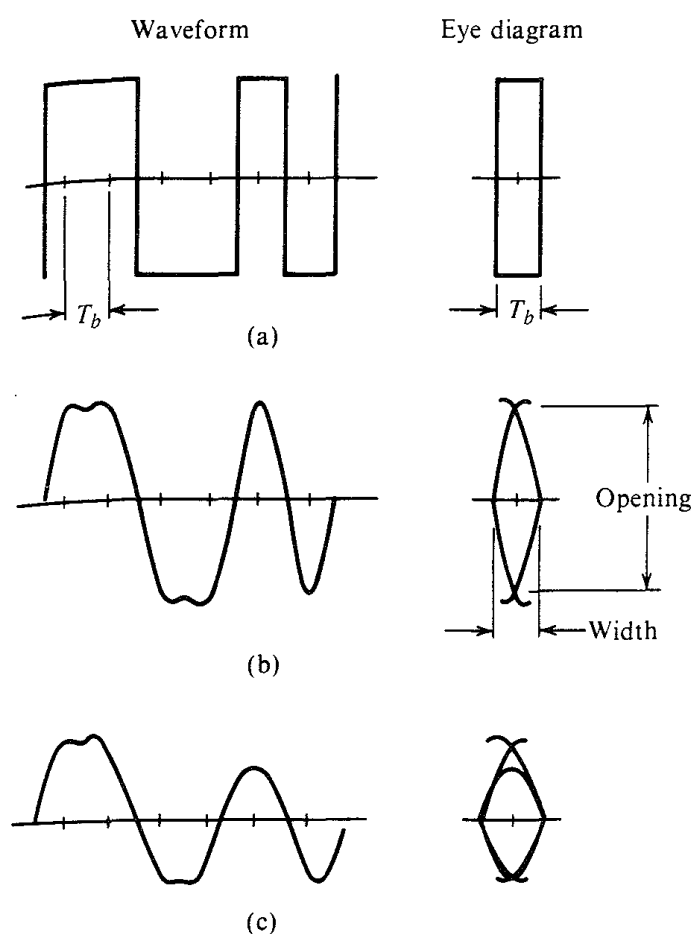 Waveform Eye diagram
T_b T_b
(a)
Opening
Width
(b)
(c)